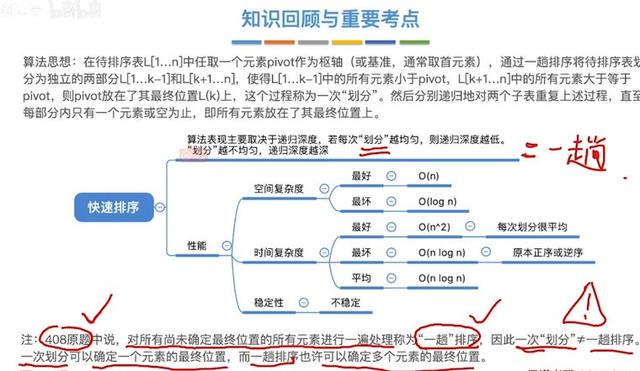 知识回顾与重要考点
算法思想：在待排序表L[1...n]中任取一个元素pivot作为枢轴（或基准，通常取首元素），通过一趟排序将待排序表划
分为独立的两部分L[1...k-1]和L[k+1...n]，使得L[1...k-1]中的所有元素小于pivot，L[k+1...n]中的所有元素大于等于
pivot，则pivot放在了其最终位置L(k)上，这个过程称为一次“划分”。然后分别递归地对两个子表重复上述过程，直至
每部分内只有一个元素或空为止，即所有元素放在了其最终位置上。
算法表现主要取决于递归深度，若每次“划分”越均匀，则递归深度越低。
“划分”越不均匀，递归深度越深
=一趟
快速排序
性能
空间复杂度
最好
O(n)
最坏
O(log n)
时间复杂度
最好
O(n^2)
每次划分很平均
最坏
O(n log n)
原本正序或逆序
平均
O(n log n)
稳定性
不稳定
注：408原题中说，对所有尚未确定最终位置的所有元素进行一遍处理称为“一趟”排序，因此一次“划分”≠一趟排序。
一次划分可以确定一个元素的最终位置，而一趟排序也许可以确定多个元素的最终位置。